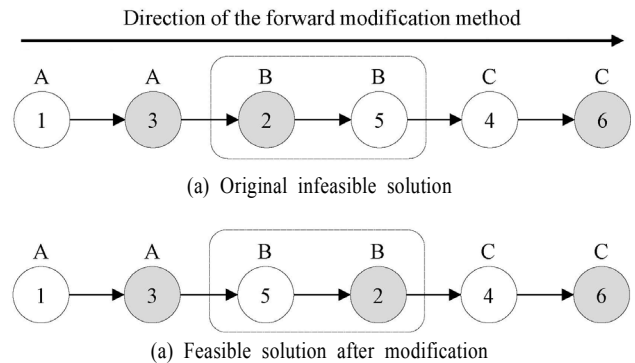 Direction of the forward modification method
A A B B C C
1 3 2 5 4 6
(a) Original infeasible solution
A A B B C C
1 3 5 2 4 6
(a) Feasible solution after modification